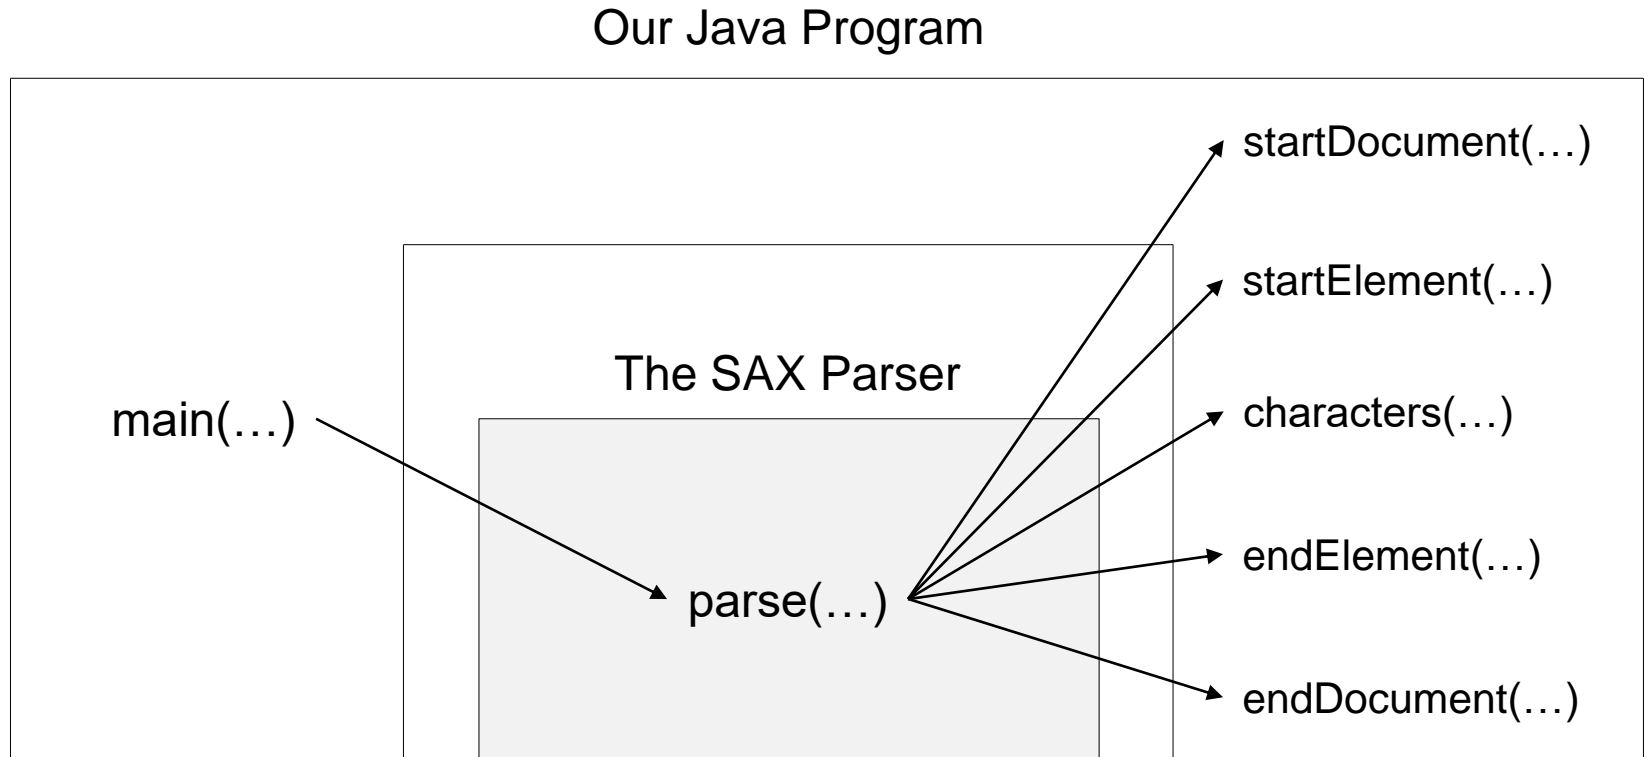 Our Java Program
startDocument(…)
startElement(…)
The SAX Parser
main(…)
characters(…)
endElement(…)
parse(…)
endDocument(…)